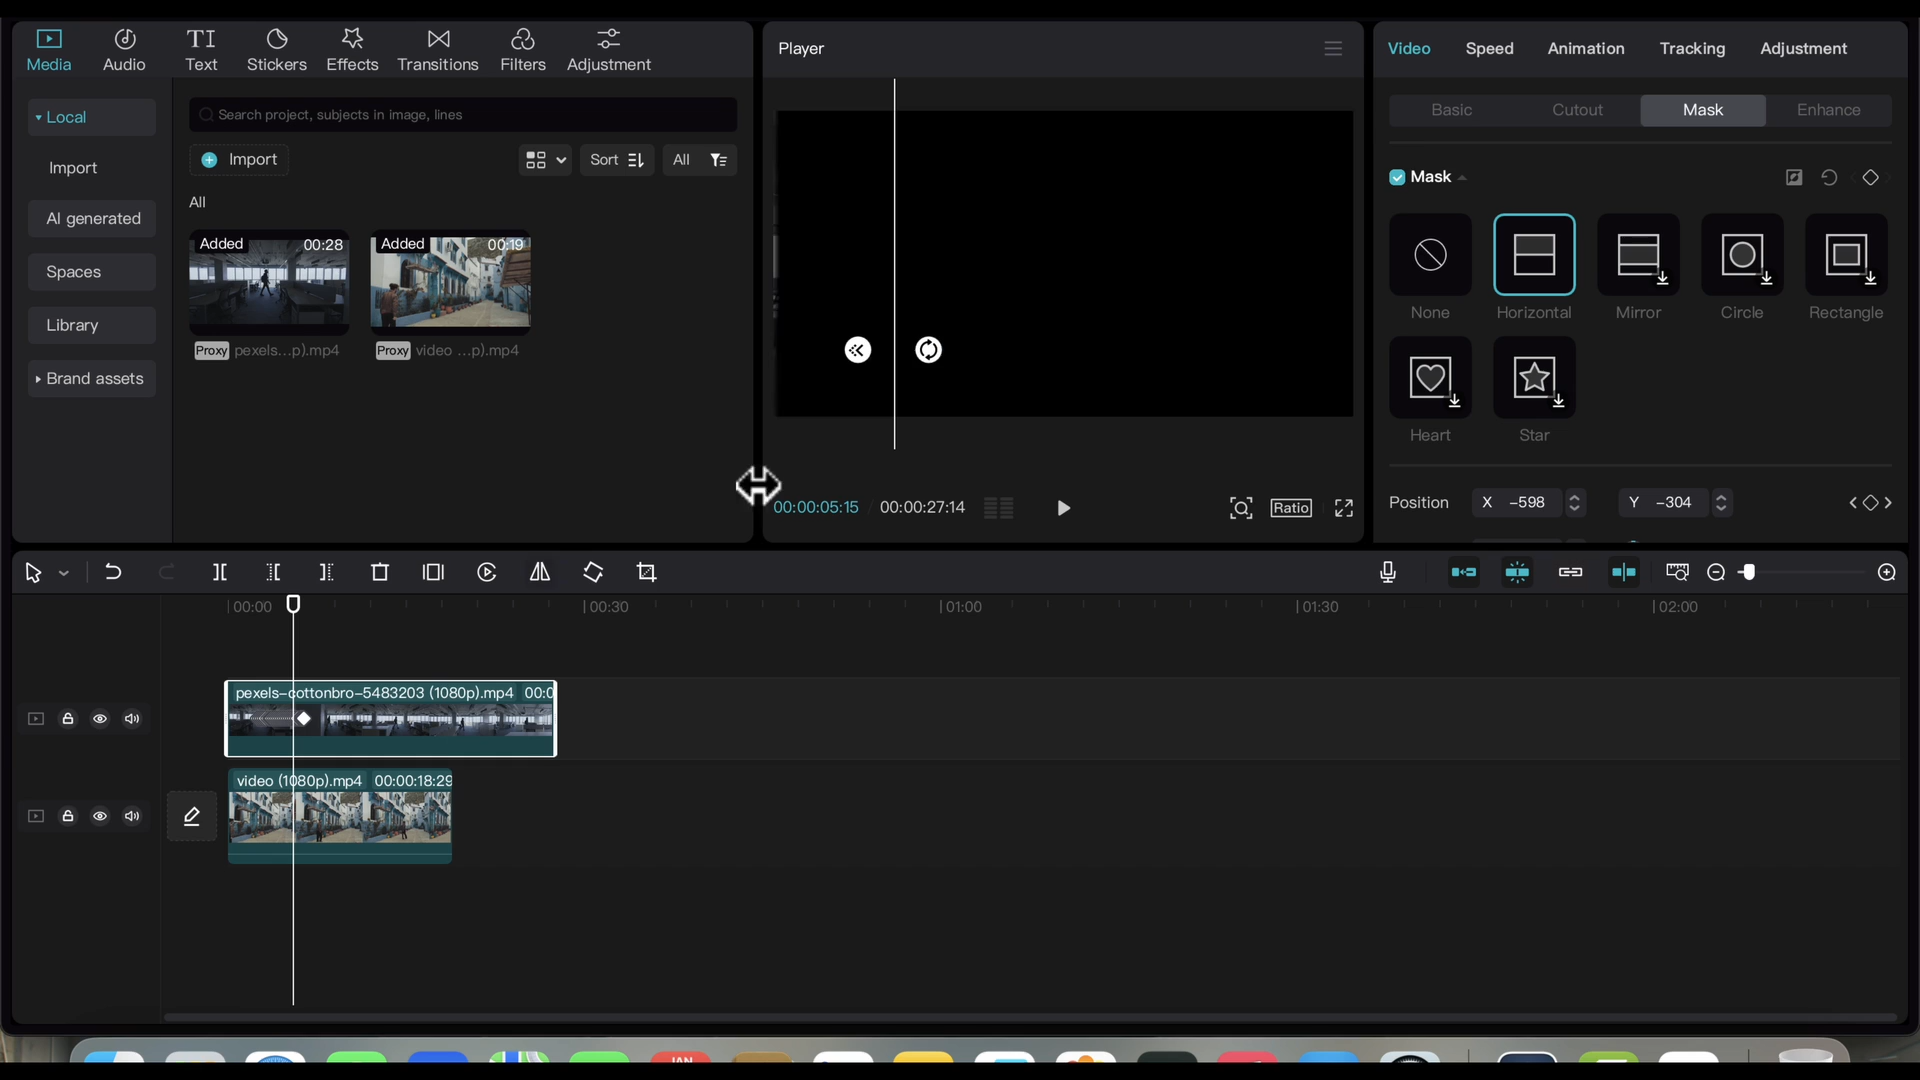 Media
Audio
Text
Stickers
Effects
Transitions
Filters
Adjustment
Local
Import
AI generated
Spaces
Library
Brand assets
Search project, subjects in image, lines
Import
Sort
All
All
Added 00:28
Proxy pexels...p).mp4
Added 00:19
Proxy video ...p).mp4
Player
00:00:05:15 / 00:00:27:14
Ratio
Video
Speed
Animation
Tracking
Adjustment
Basic
Cutout
Mask
Enhance
Mask
None
Horizontal
Mirror
Circle
Rectangle
Heart
Star
Position X -598 Y -304
00:00
00:30
01:00
01:30
02:00
pexels-cottonbro-5483203 (1080p).mp4 00:0
video (1080p).mp4 00:00:18:29
JAN